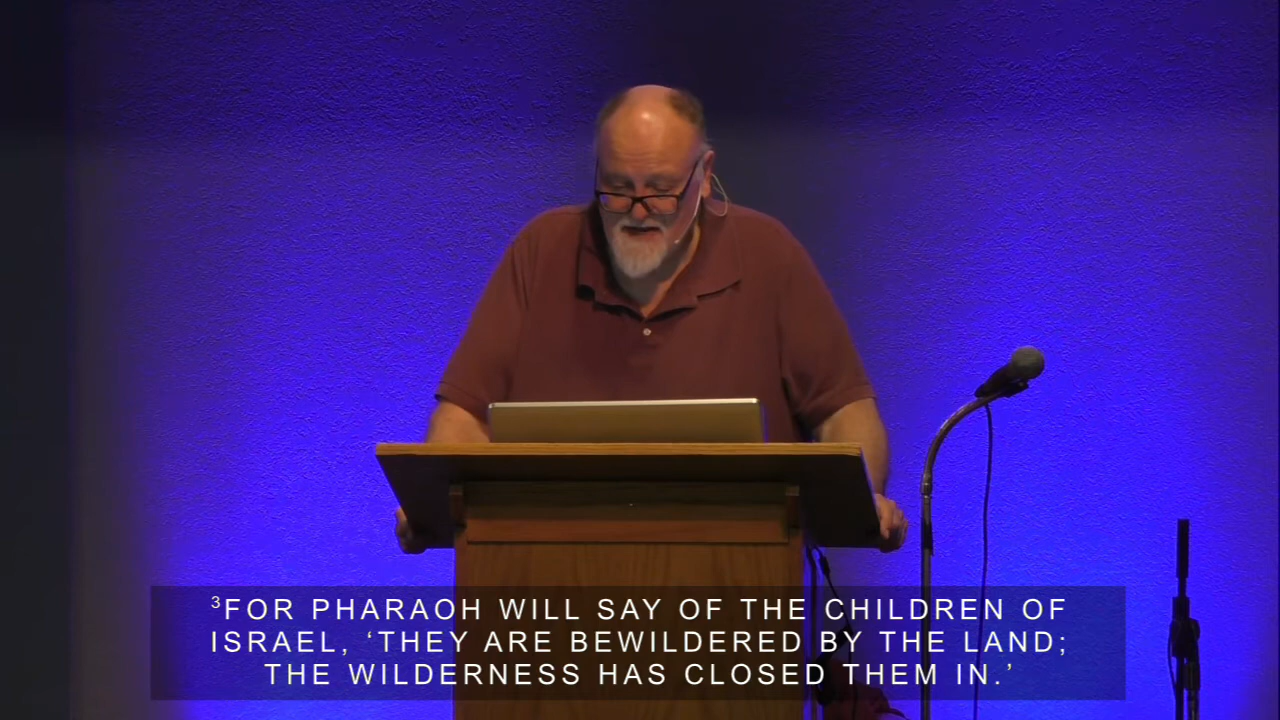 ³FOR PHARAOH WILL SAY OF THE CHILDREN OF
ISRAEL, ‘THEY ARE BEWILDERED BY THE LAND;
THE WILDERNESS HAS CLOSED THEM IN.’